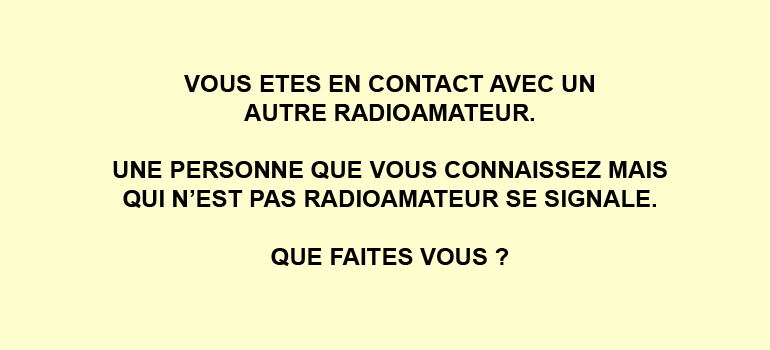 VOUS ETES EN CONTACT AVEC UN
AUTRE RADIOAMATEUR.
UNE PERSONNE QUE VOUS CONNAISSEZ MAIS
QUI N’EST PAS RADIOAMATEUR SE SIGNALE.
QUE FAITES VOUS ?